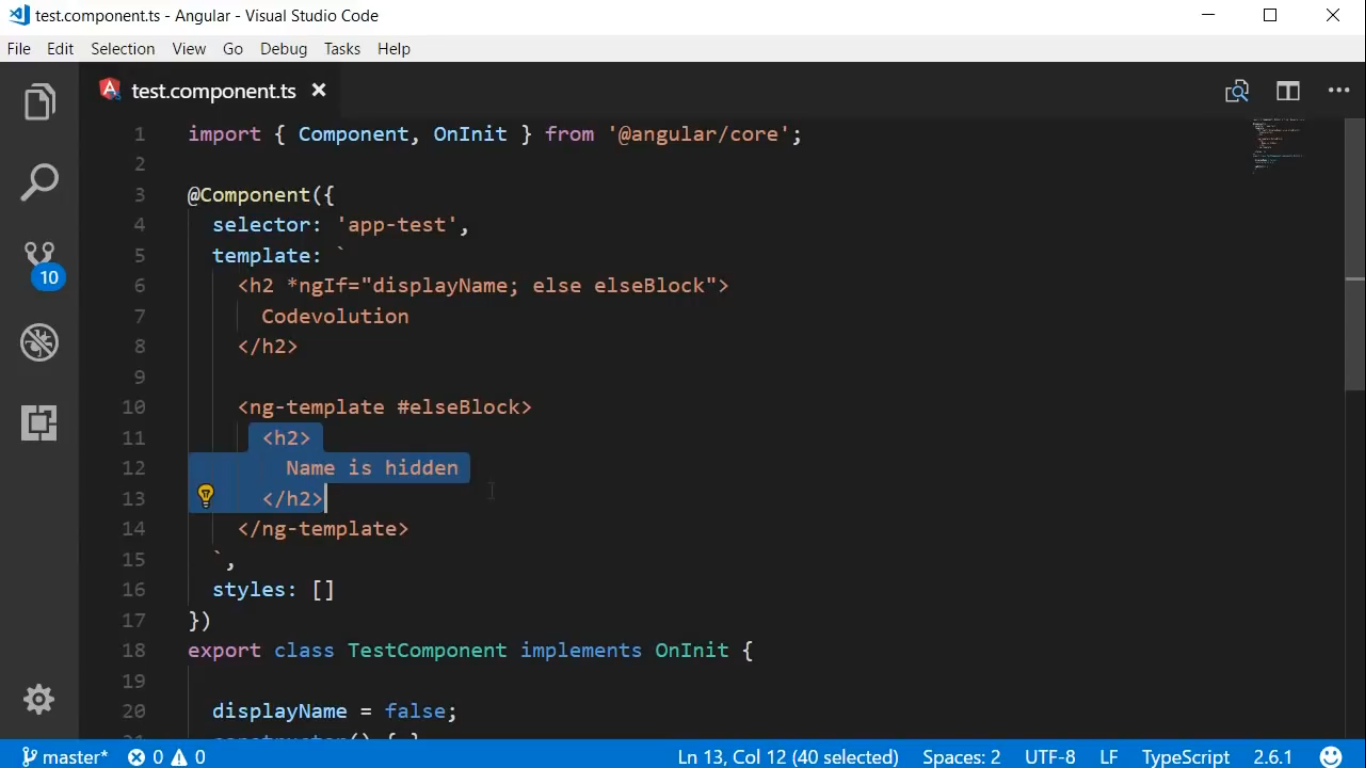 test.component.ts - Angular - Visual Studio Code
File Edit Selection View Go Debug Tasks Help
test.component.ts
1 import { Component, OnInit } from '@angular/core';
2
3 @Component({
4 selector: 'app-test',
5 template: `
6 <h2 *ngIf="displayName; else elseBlock">
7 Codevolution
8 </h2>
9
10 <ng-template #elseBlock>
11 <h2>
12 Name is hidden
13 </h2>
14 </ng-template>
15 `,
16 styles: []
17 })
18 export class TestComponent implements OnInit {
19
20 displayName = false;
21 constructor() { }
10
master* 0 0 Ln 13, Col 12 (40 selected) Spaces: 2 UTF-8 LF TypeScript 2.6.1